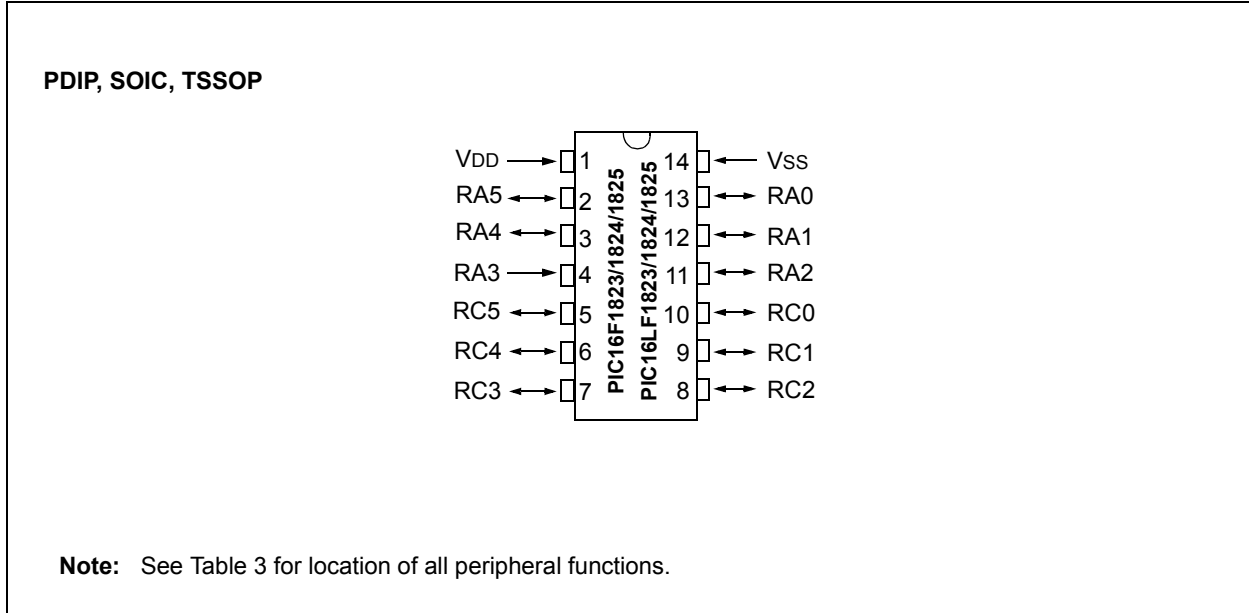 PDIP, SOIC, TSSOP
VDD 1 14 VSS
RA5 2 13 RA0
RA4 3 12 RA1
RA3 4 11 RA2
RC5 5 10 RC0
RC4 6 9 RC1
RC3 7 8 RC2
PIC16F1823/1824/1825
PIC16LF1823/1824/1825
Note: See Table 3 for location of all peripheral functions.